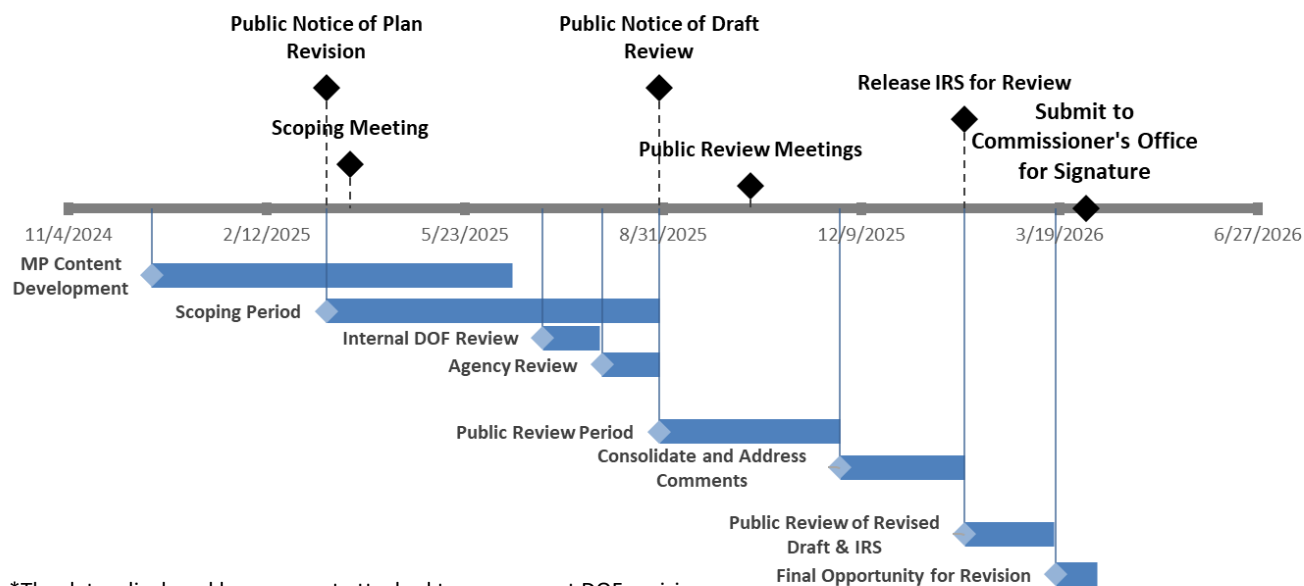 Public Notice of Plan
Revision
Public Notice of Draft
Review
Release IRS for Review
Scoping Meeting
Submit to
Commissioner's Office
for Signature
Public Review Meetings
11/4/2024
2/12/2025
5/23/2025
8/31/2025
12/9/2025
3/19/2026
6/27/2026
MP Content
Development
Scoping Period
Internal DOF Review
Agency Review
Public Review Period
Consolidate and Address
Comments
Public Review of Revised
Draft & IRS
Final Opportunity for Revision